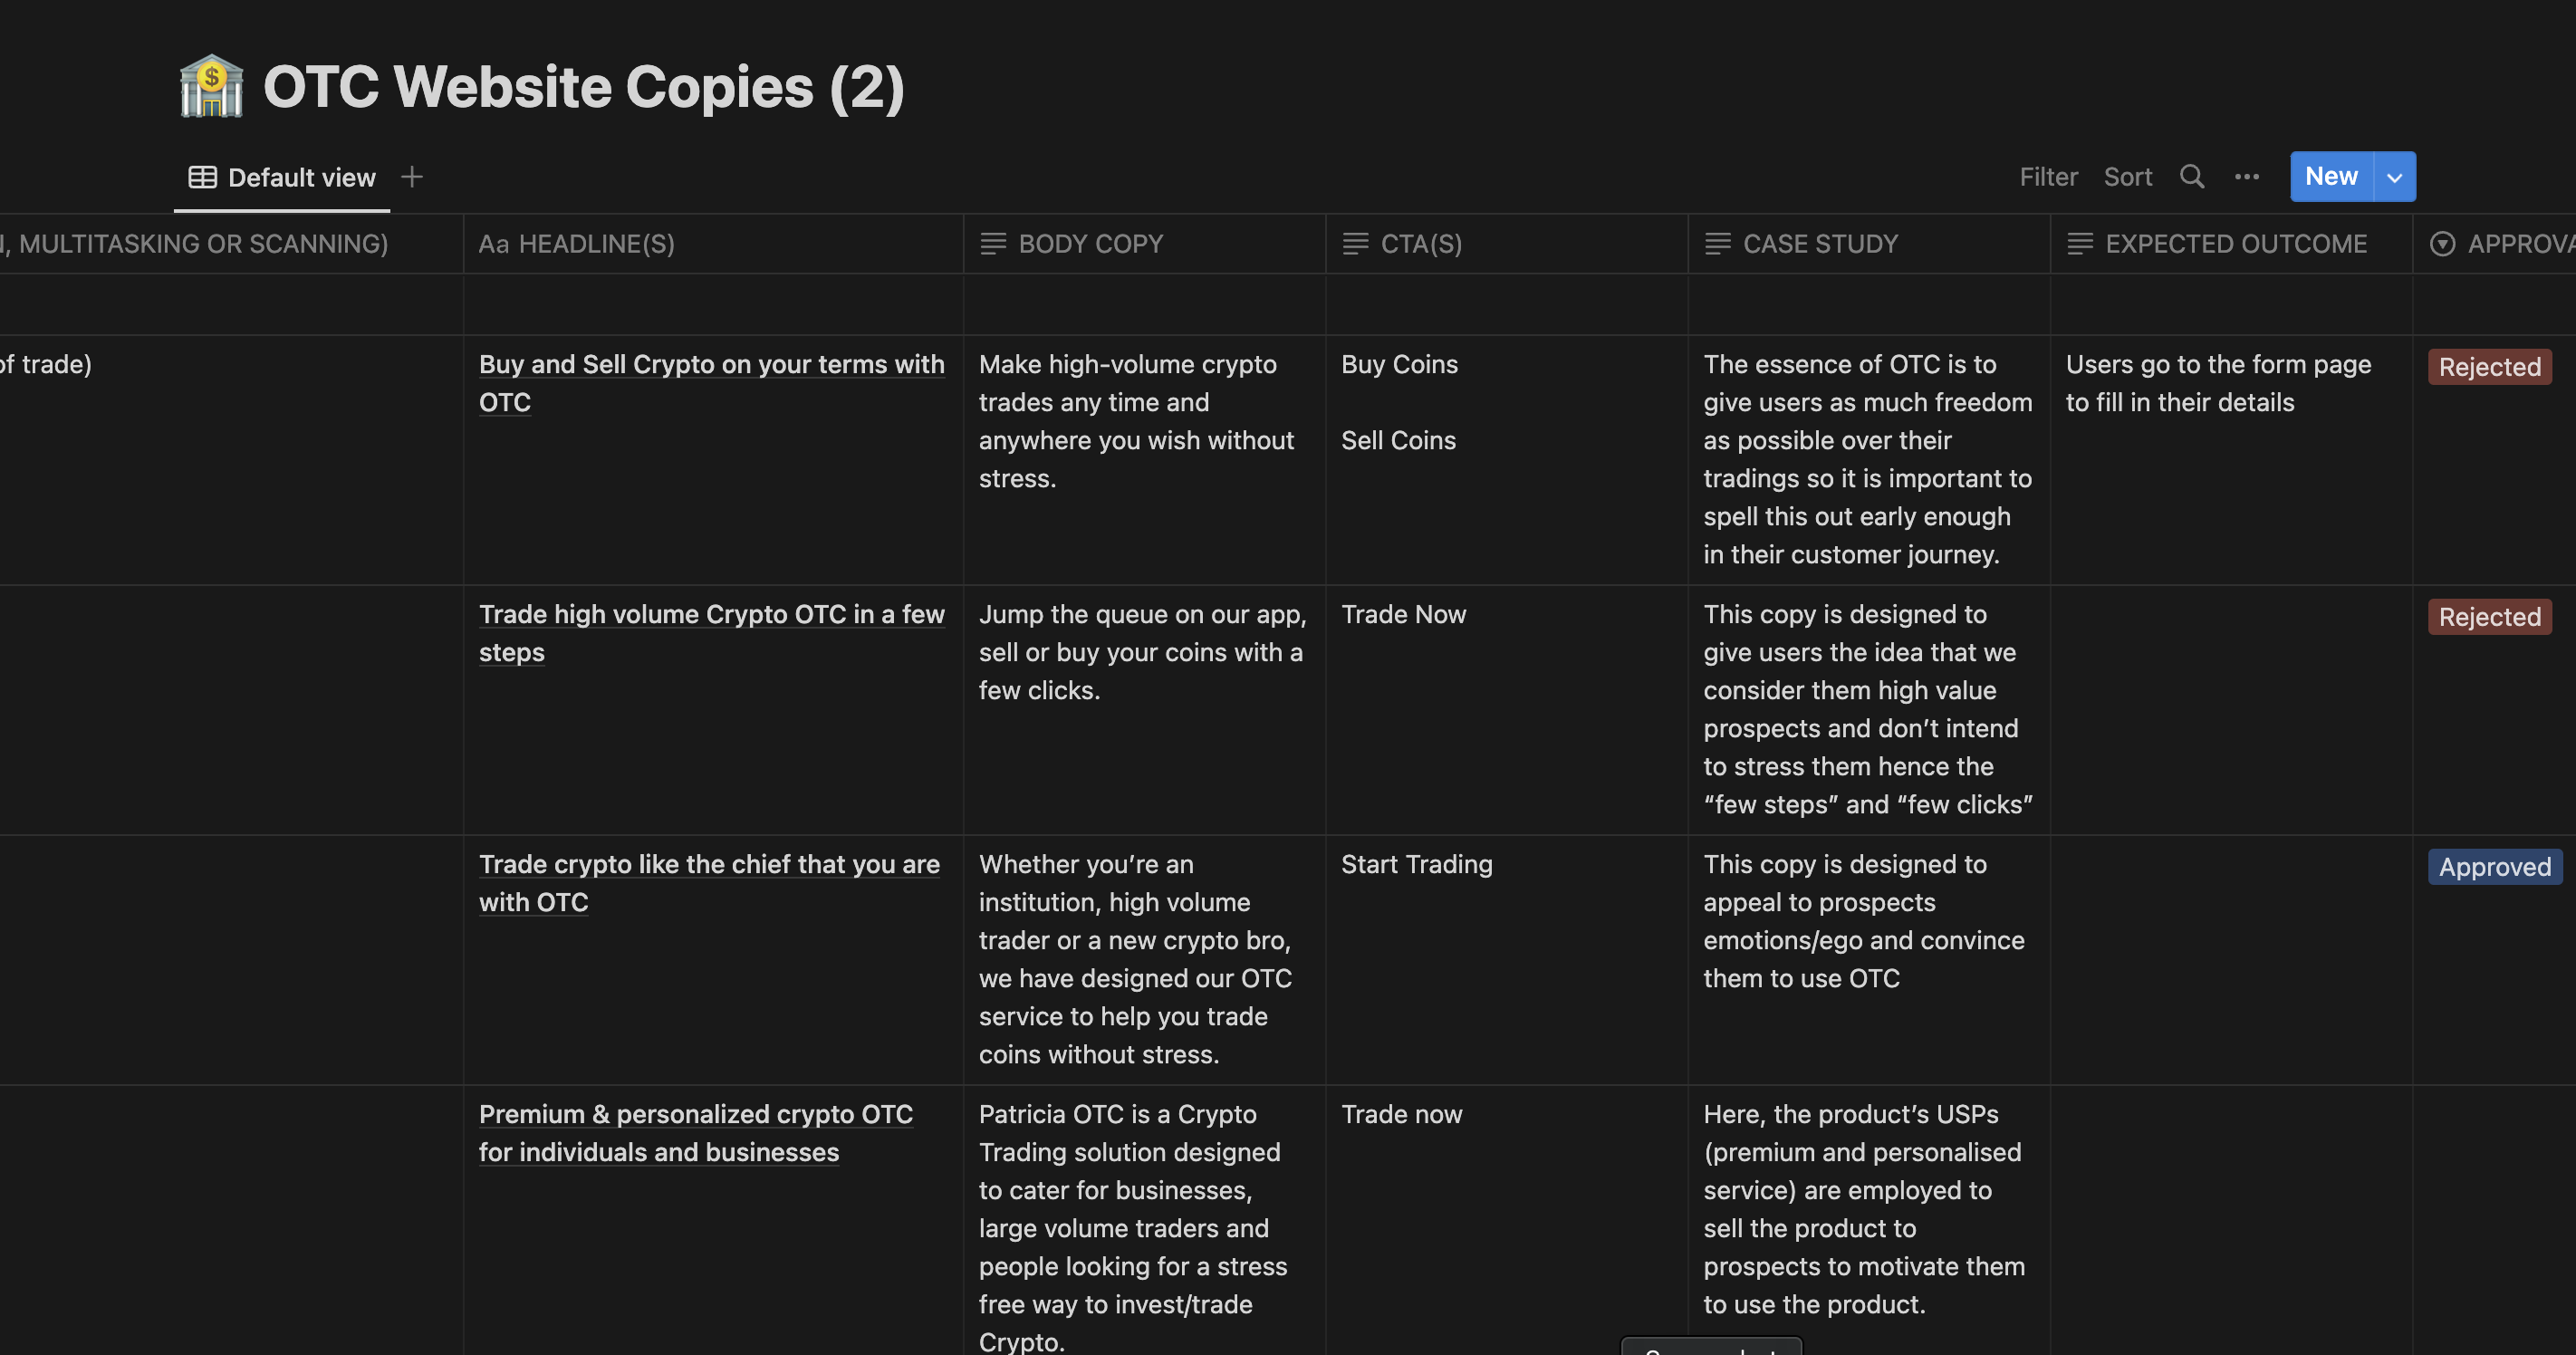 OTC Website Copies (2)
Default view
Filter Sort New
, MULTITASKING OR SCANNING) Aa HEADLINE(S) BODY COPY CTA(S) CASE STUDY EXPECTED OUTCOME
of trade)
Buy and Sell Crypto on your terms with
OTC
Make high-volume crypto
trades any time and
anywhere you wish without
stress.
Buy Coins
Sell Coins
The essence of OTC is to
give users as much freedom
as possible over their
tradings so it is important to
spell this out early enough
in their customer journey.
Users go to the form page
to fill in their details
Rejected
Trade high volume Crypto OTC in a few
steps
Jump the queue on our app,
sell or buy your coins with a
few clicks.
Trade Now
This copy is designed to
give users the idea that we
consider them high value
prospects and don’t intend
to stress them hence the
“few steps” and “few clicks”
Rejected
Trade crypto like the chief that you are
with OTC
Whether you’re an
institution, high volume
trader or a new crypto bro,
we have designed our OTC
service to help you trade
coins without stress.
Start Trading
This copy is designed to
appeal to prospects
emotions/ego and convince
them to use OTC
Approved
Premium & personalized crypto OTC
for individuals and businesses
Patricia OTC is a Crypto
Trading solution designed
to cater for businesses,
large volume traders and
people looking for a stress
free way to invest/trade
Crypto.
Trade now
Here, the product’s USPs
(premium and personalised
service) are employed to
sell the product to
prospects to motivate them
to use the product.